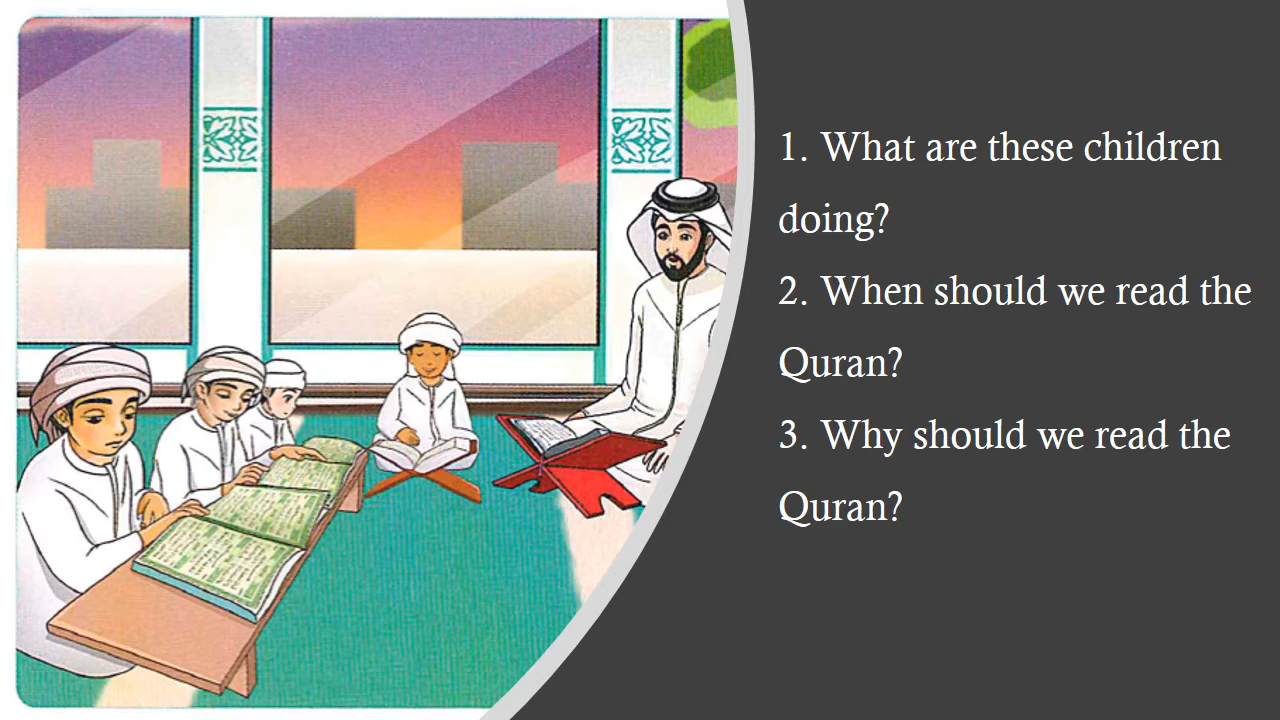 1. What are these children
doing?
2. When should we read the
Quran?
3. Why should we read the
Quran?